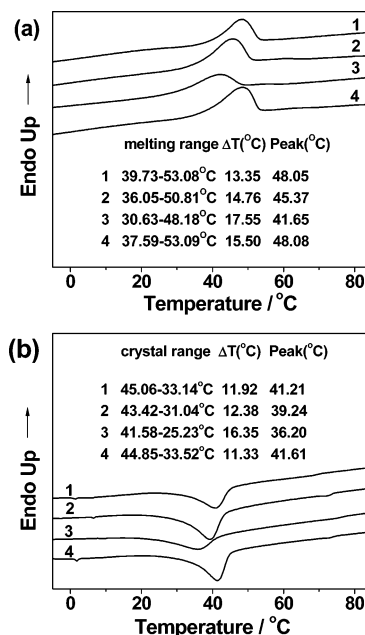 (a)
1
2
3
4
Endo Up
melting range ΔT(°C) Peak(°C)
1 39.73-53.08°C 13.35 48.05
2 36.05-50.81°C 14.76 45.37
3 30.63-48.18°C 17.55 41.65
4 37.59-53.09°C 15.50 48.08
0 20 40 60 80
Temperature / °C
(b)
crystal range ΔT(°C) Peak(°C)
1 45.06-33.14°C 11.92 41.21
2 43.42-31.04°C 12.38 39.24
3 41.58-25.23°C 16.35 36.20
4 44.85-33.52°C 11.33 41.61
Endo Up
1
2
3
4
0 20 40 60 80
Temperature / °C